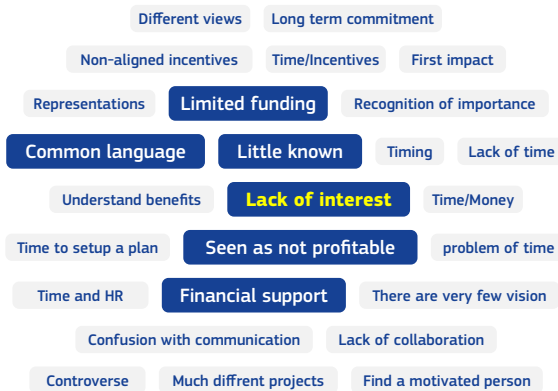 Different views Long term commitment
Non-aligned incentives Time/Incentives First impact
Representations Limited funding Recognition of importance
Common language Little known Timing Lack of time
Understand benefits Lack of interest Time/Money
Time to setup a plan Seen as not profitable problem of time
Time and HR Financial support There are very few vision
Confusion with communication Lack of collaboration
Controverse Much diffrent projects Find a motivated person